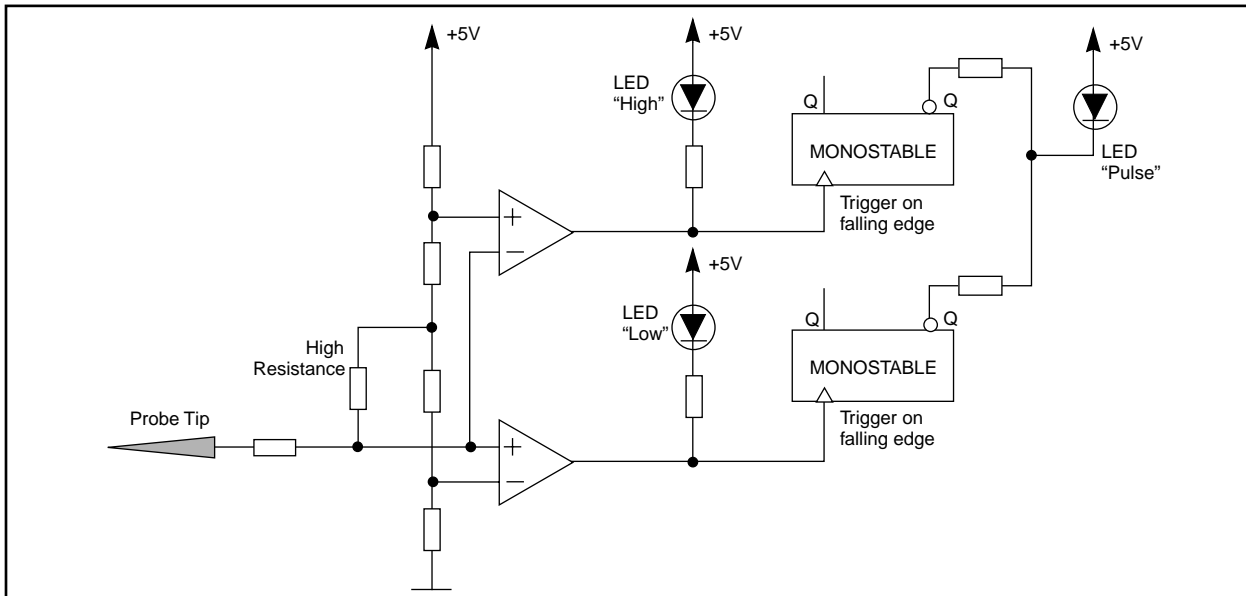 +5V
+5V
+5V
LED
“High”
Q
Q
MONOSTABLE
LED
“Pulse”
Trigger on
falling edge
+
−
+5V
LED
“Low”
Q
Q
High
Resistance
MONOSTABLE
Probe Tip
Trigger on
falling edge
+
−